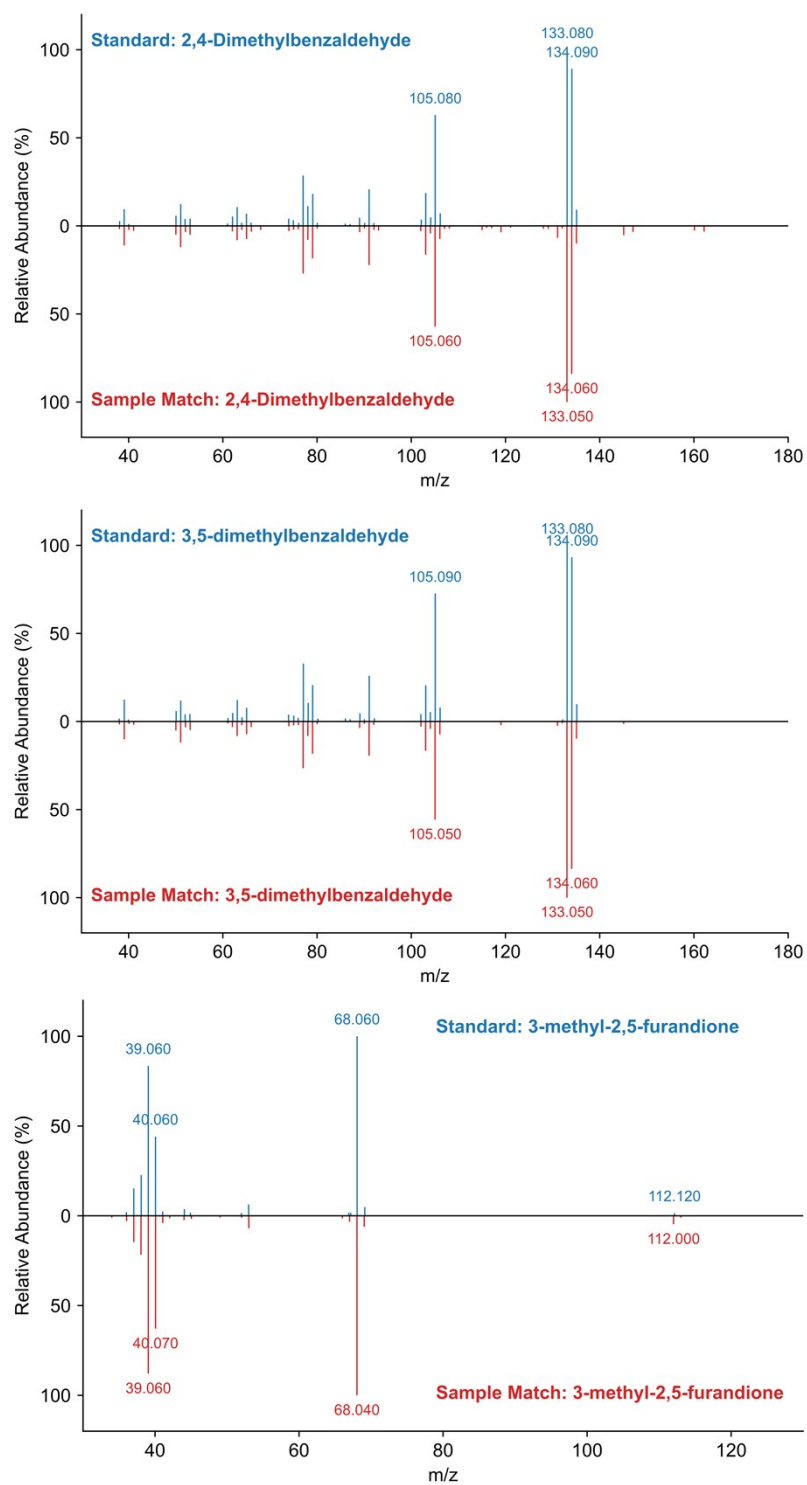 Standard: 2,4-Dimethylbenzaldehyde
133.080
134.090
105.080
100
50
0
50
100
Relative Abundance (%)
105.060
134.060
133.050
Sample Match: 2,4-Dimethylbenzaldehyde
40 60 80 100 120 140 160 180
m/z
Standard: 3,5-dimethylbenzaldehyde
133.080
134.090
105.090
100
50
0
50
100
Relative Abundance (%)
105.050
134.060
133.050
Sample Match: 3,5-dimethylbenzaldehyde
40 60 80 100 120 140 160 180
m/z
68.060
Standard: 3-methyl-2,5-furandione
39.060
40.060
112.120
100
50
0
50
100
Relative Abundance (%)
112.000
40.070
39.060
68.040
Sample Match: 3-methyl-2,5-furandione
40 60 80 100 120
m/z